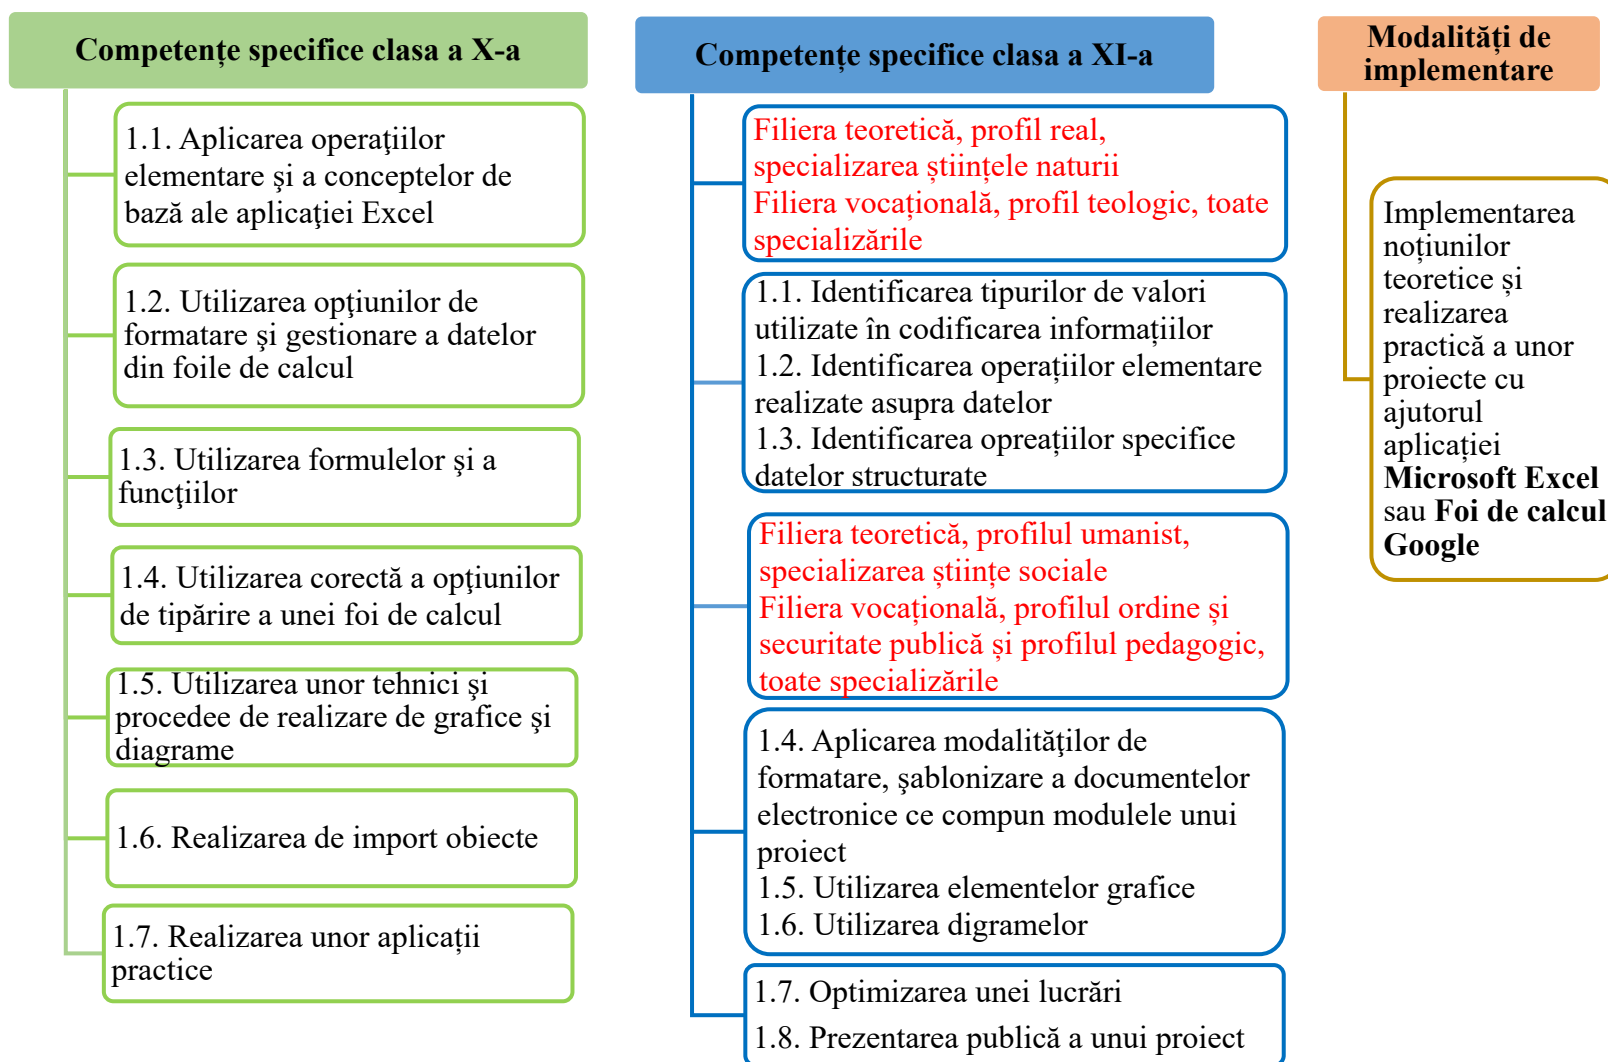 Competențe specifice clasa a X-a
1.1. Aplicarea operaţiilor
elementare şi a conceptelor de
bază ale aplicaţiei Excel
1.2. Utilizarea opţiunilor de
formatare şi gestionare a datelor
din foile de calcul
1.3. Utilizarea formulelor şi a
funcţiilor
1.4. Utilizarea corectă a opţiunilor
de tipărire a unei foi de calcul
1.5. Utilizarea unor tehnici şi
procedee de realizare de grafice şi
diagrame
1.6. Realizarea de import obiecte
1.7. Realizarea unor aplicații
practice
Competențe specifice clasa a XI-a
Filiera teoretică, profil real,
specializarea științele naturii
Filiera vocațională, profil teologic, toate
specializările
1.1. Identificarea tipurilor de valori
utilizate în codificarea informațiilor
1.2. Identificarea operațiilor elementare
realizate asupra datelor
1.3. Identificarea opreațiilor specifice
datelor structurate
Filiera teoretică, profilul umanist,
specializarea științe sociale
Filiera vocațională, profilul ordine și
securitate publică și profilul pedagogic,
toate specializările
1.4. Aplicarea modalităţilor de
formatare, şablonizare a documentelor
electronice ce compun modulele unui
proiect
1.5. Utilizarea elementelor grafice
1.6. Utilizarea digramelor
1.7. Optimizarea unei lucrări
1.8. Prezentarea publică a unui proiect
Modalități de
implementare
Implementarea
noțiunilor
teoretice și
realizarea
practică a unor
proiecte cu
ajutorul
aplicației
Microsoft Excel
sau Foi de calcul
Google